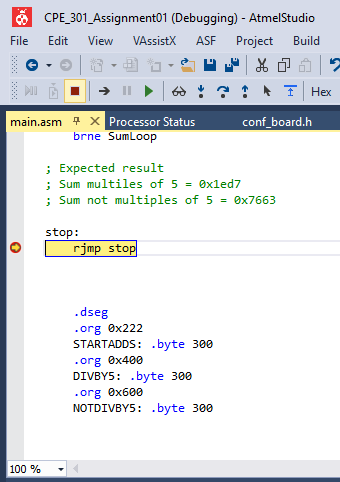 CPE_301_Assignment01 (Debugging) - AtmelStudio
File Edit View VAssistX ASF Project Build
Hex
main.asm Processor Status conf_board.h
brne SumLoop
; Expected result
; Sum multiles of 5 = 0x1ed7
; Sum not multiples of 5 = 0x7663
stop:
rjmp stop
.dseg
.org 0x222
STARTADDS: .byte 300
.org 0x400
DIVBY5: .byte 300
.org 0x600
NOTDIVBY5: .byte 300
100 %